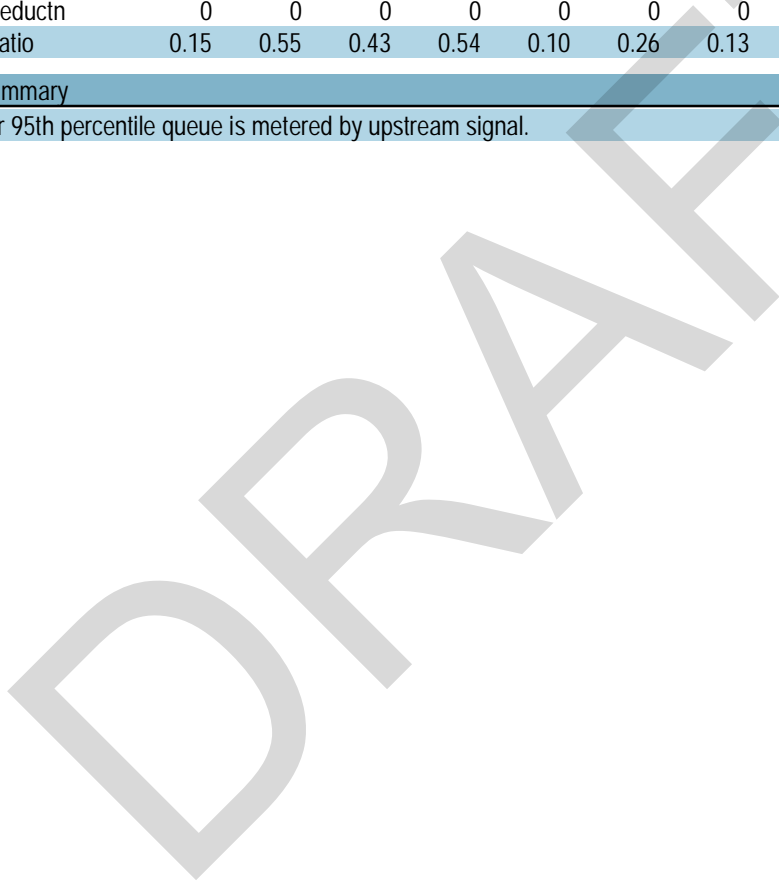 eductn 0 0 0 0 0 0 0
atio 0.15 0.55 0.43 0.54 0.10 0.26 0.13
mmary
r 95th percentile queue is metered by upstream signal.
DRAF